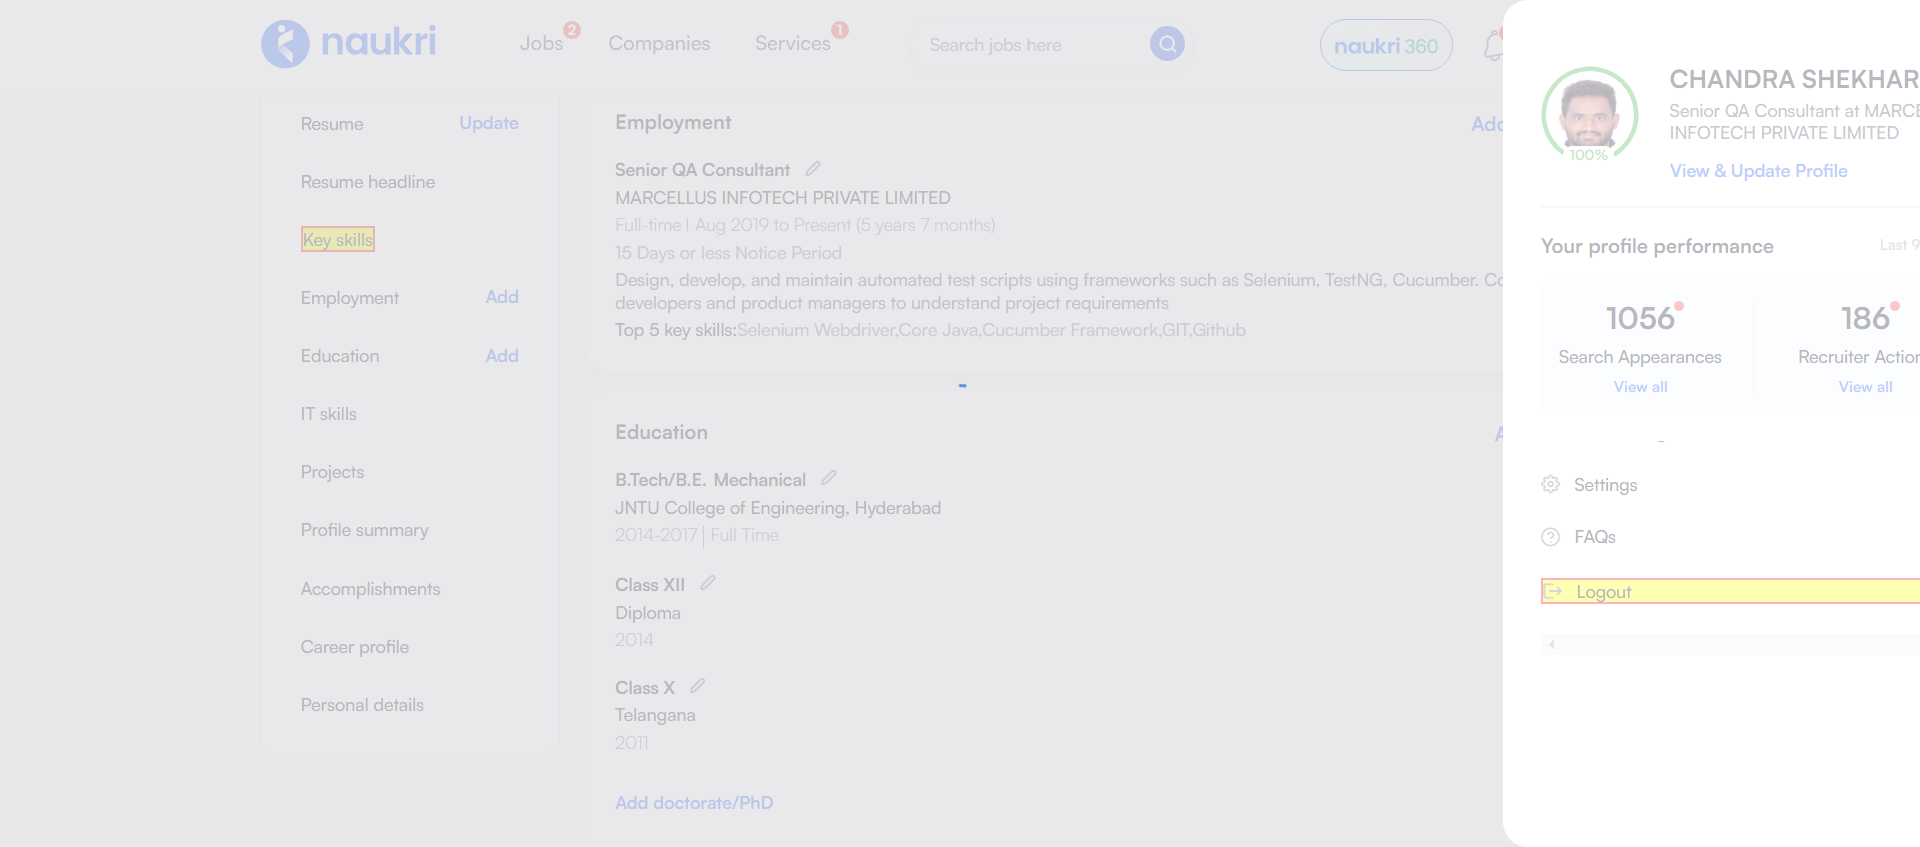 naukri
Jobs 2
Companies
Services 1
Search jobs here
naukri 360
Resume
Update
Resume headline
Key skills
Employment
Add
Education
Add
IT skills
Projects
Profile summary
Accomplishments
Career profile
Personal details
Employment
Add
Senior QA Consultant
MARCELLUS INFOTECH PRIVATE LIMITED
Full-time | Aug 2019 to Present (5 years 7 months)
15 Days or less Notice Period
Design, develop, and maintain automated test scripts using frameworks such as Selenium, TestNG, Cucumber. Co
developers and product managers to understand project requirements
Top 5 key skills:Selenium Webdriver,Core Java,Cucumber Framework,GIT,Github
Education
A
B.Tech/B.E. Mechanical
JNTU College of Engineering, Hyderabad
2014-2017 | Full Time
Class XII
Diploma
2014
Class X
Telangana
2011
Add doctorate/PhD
100%
CHANDRA SHEKHAR
Senior QA Consultant at MARCE
INFOTECH PRIVATE LIMITED
View & Update Profile
Your profile performance
Last 9
1056
Search Appearances
View all
186
Recruiter Action
View all
Settings
FAQs
Logout